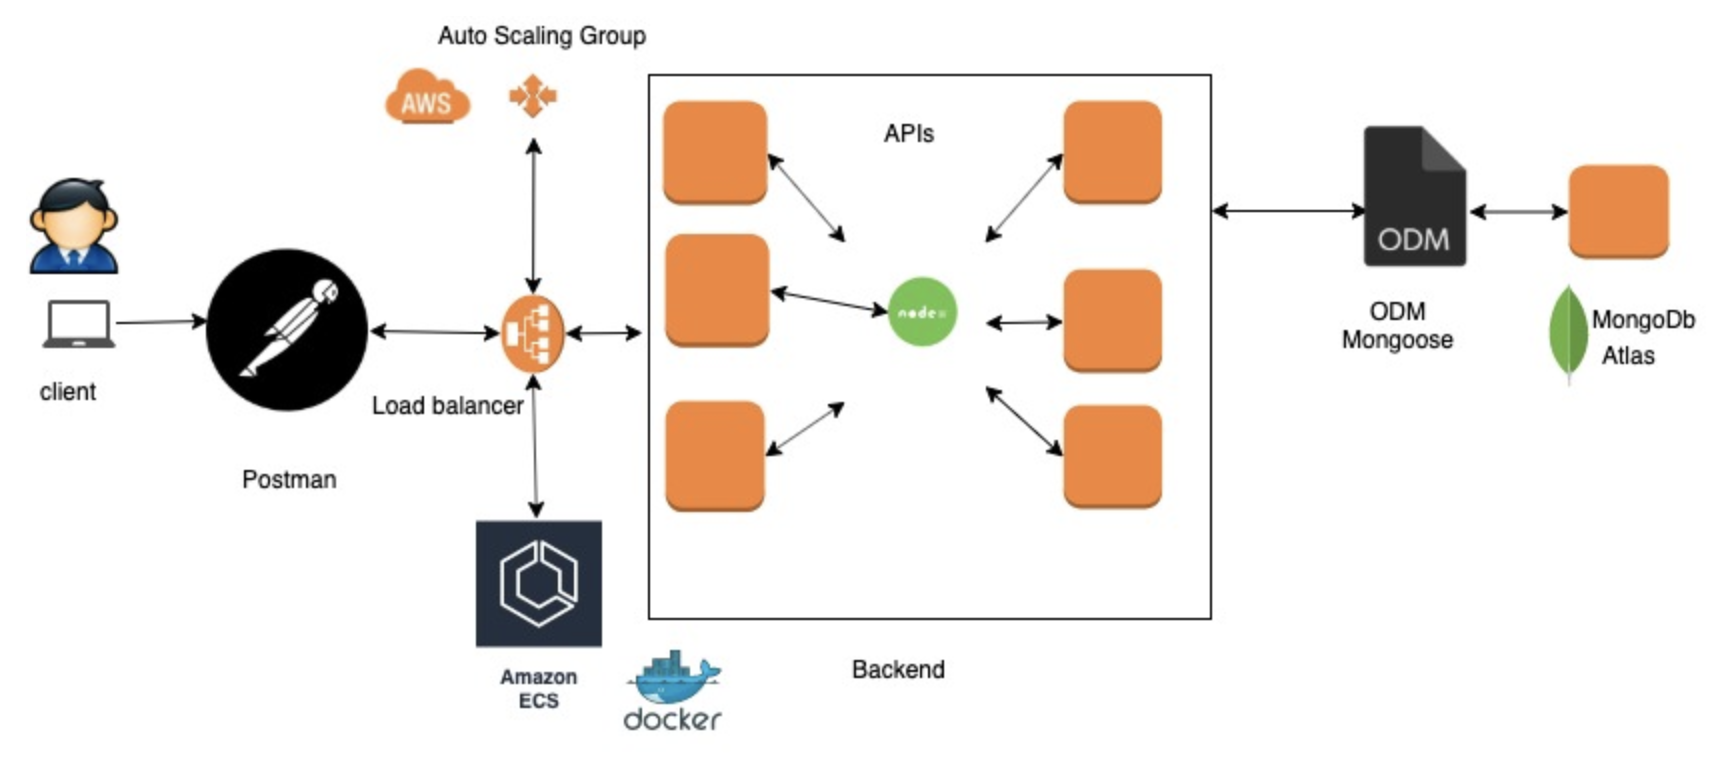 Auto Scaling Group
AWS
APIs
client
Postman
Load balancer
Amazon
ECS
docker
Backend
node
ODM
ODM
Mongoose
MongoDb
Atlas